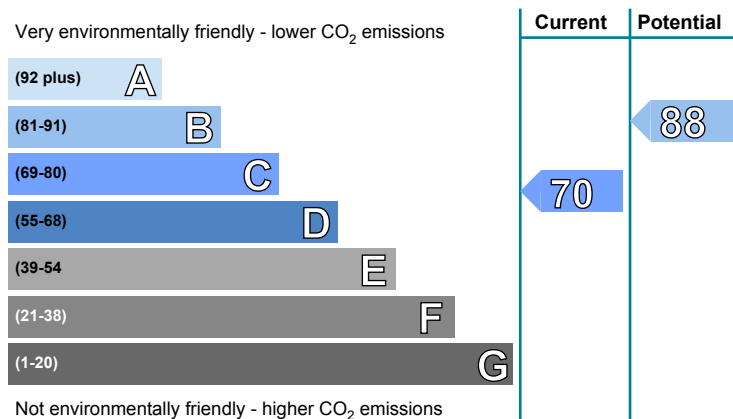 Very environmentally friendly - lower CO2 emissions
Current
Potential
(92 plus) A
(81-91) B
(69-80) C
(55-68) D
(39-54 E
(21-38) F
(1-20) G
88
70
Not environmentally friendly - higher CO2 emissions